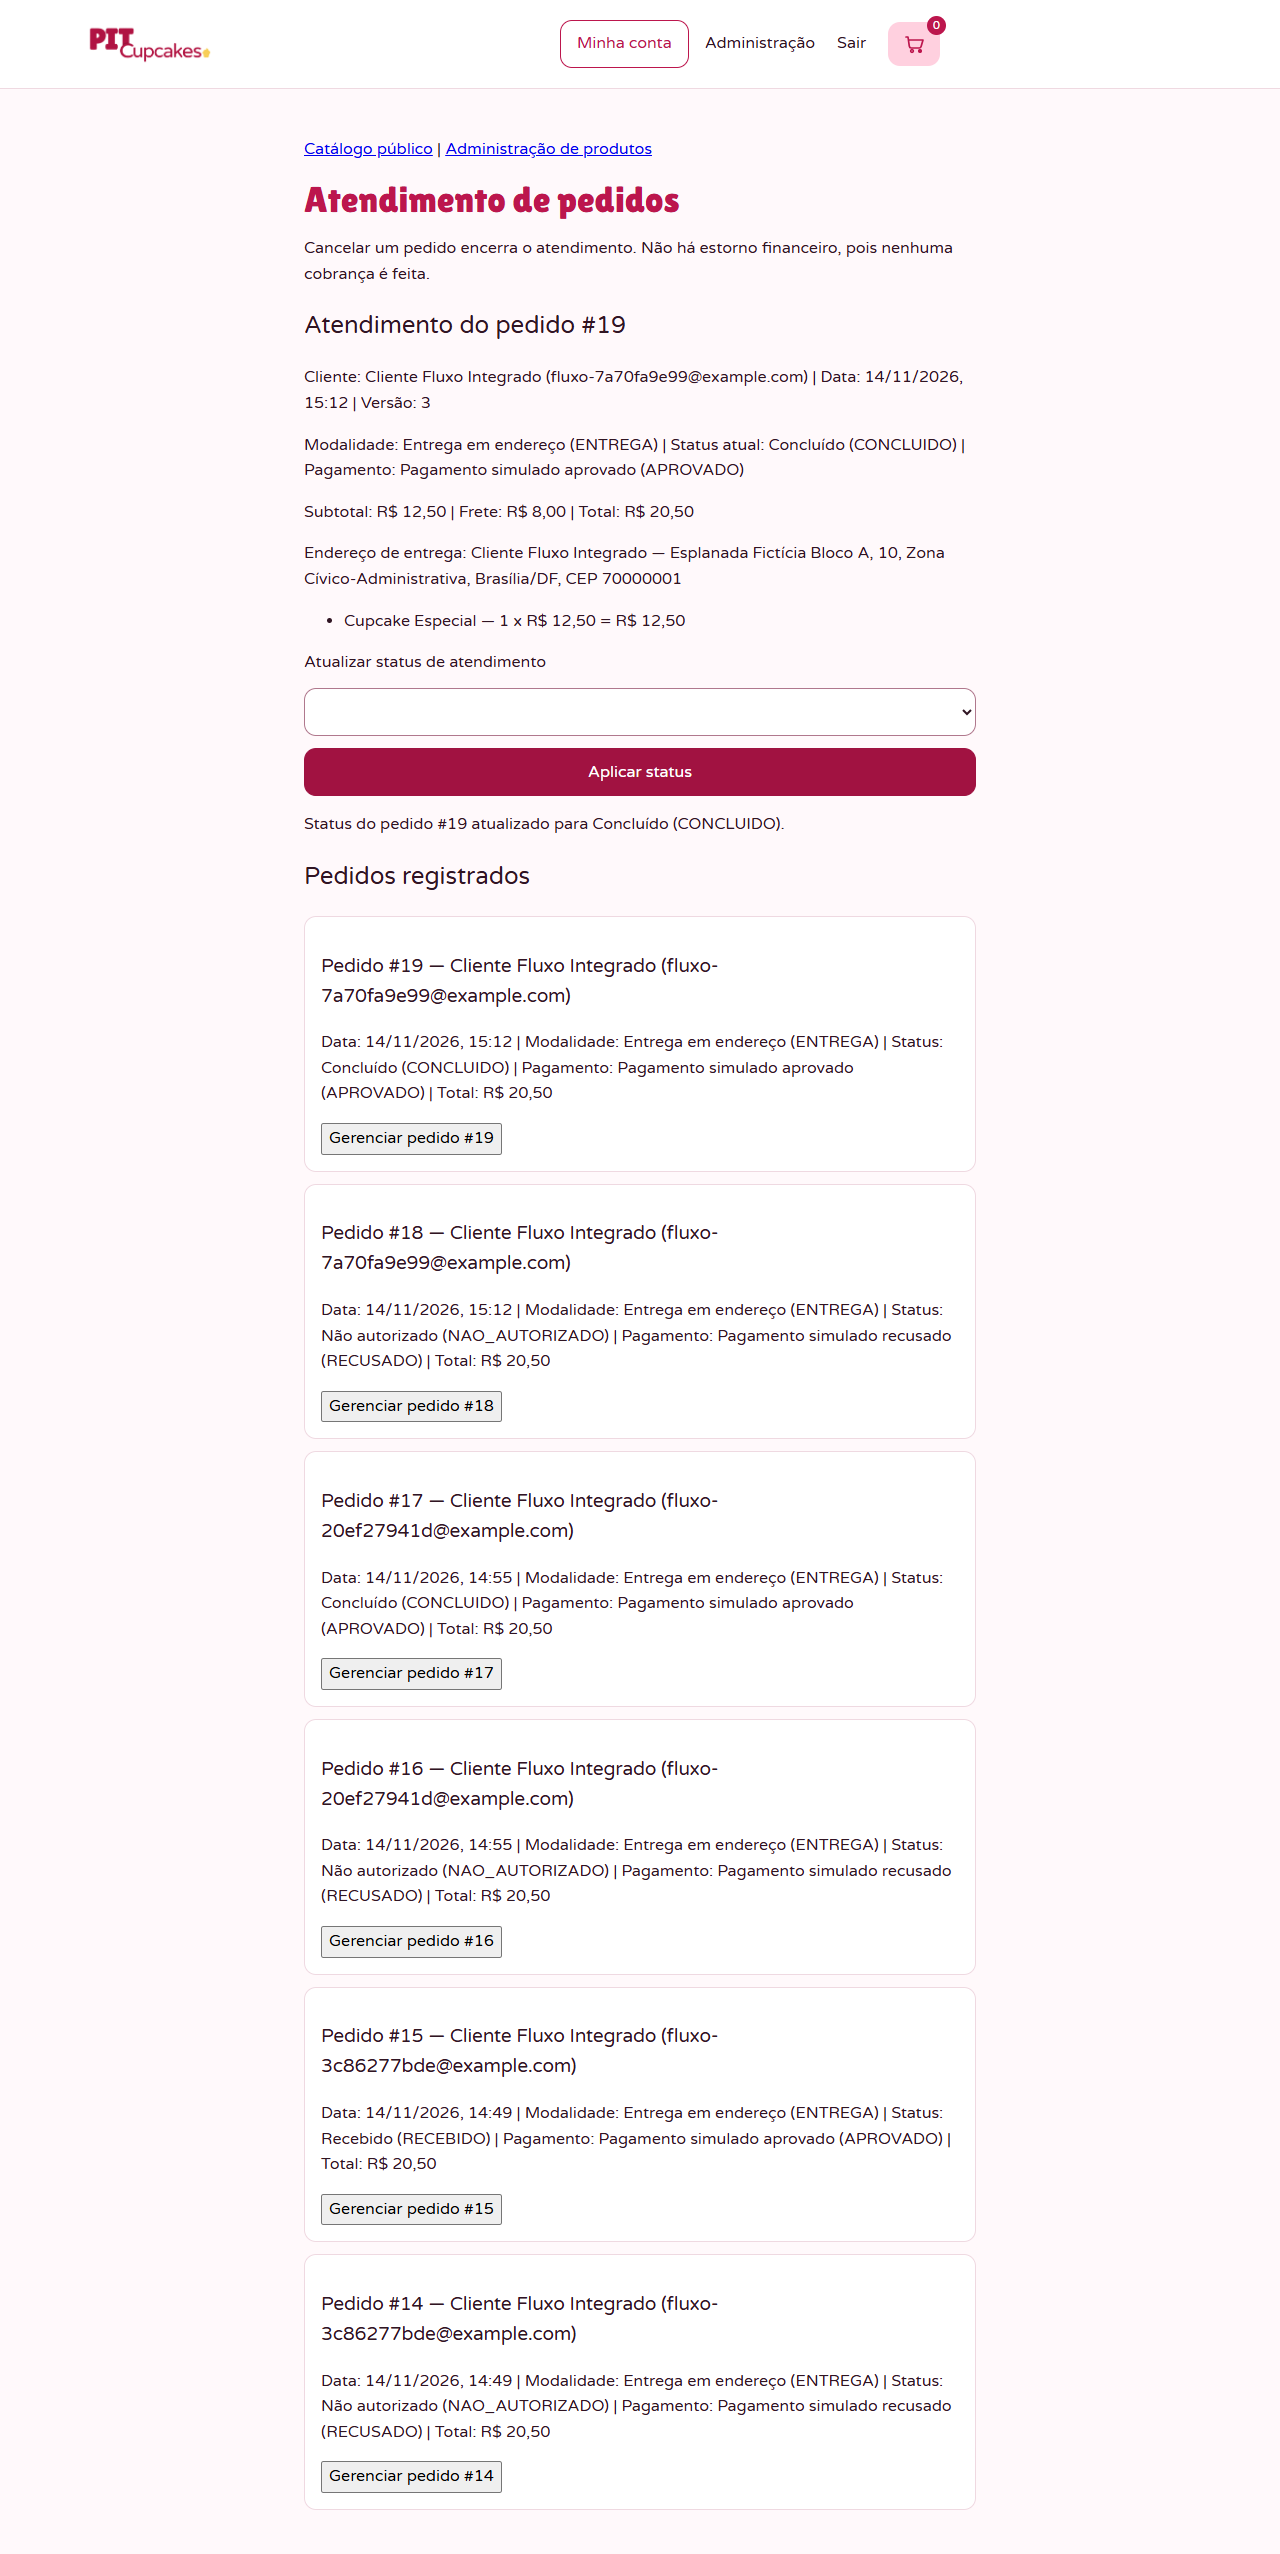 PIT
Cupcakes
Minha conta
Administração
Sair
0
Catálogo público | Administração de produtos
Atendimento de pedidos
Cancelar um pedido encerra o atendimento. Não há estorno financeiro, pois nenhuma
cobrança é feita.
Atendimento do pedido #19
Cliente: Cliente Fluxo Integrado (fluxo-7a70fa9e99@example.com) | Data: 14/11/2026,
15:12 | Versão: 3
Modalidade: Entrega em endereço (ENTREGA) | Status atual: Concluído (CONCLUIDO) |
Pagamento: Pagamento simulado aprovado (APROVADO)
Subtotal: R$ 12,50 | Frete: R$ 8,00 | Total: R$ 20,50
Endereço de entrega: Cliente Fluxo Integrado — Esplanada Fictícia Bloco A, 10, Zona
Cívico-Administrativa, Brasília/DF, CEP 70000001
• Cupcake Especial — 1 x R$ 12,50 = R$ 12,50
Atualizar status de atendimento
Aplicar status
Status do pedido #19 atualizado para Concluído (CONCLUIDO).
Pedidos registrados
Pedido #19 — Cliente Fluxo Integrado (fluxo-
7a70fa9e99@example.com)
Data: 14/11/2026, 15:12 | Modalidade: Entrega em endereço (ENTREGA) | Status:
Concluído (CONCLUIDO) | Pagamento: Pagamento simulado aprovado
(APROVADO) | Total: R$ 20,50
Gerenciar pedido #19
Pedido #18 — Cliente Fluxo Integrado (fluxo-
7a70fa9e99@example.com)
Data: 14/11/2026, 15:12 | Modalidade: Entrega em endereço (ENTREGA) | Status:
Não autorizado (NAO_AUTORIZADO) | Pagamento: Pagamento simulado recusado
(RECUSADO) | Total: R$ 20,50
Gerenciar pedido #18
Pedido #17 — Cliente Fluxo Integrado (fluxo-
20ef27941d@example.com)
Data: 14/11/2026, 14:55 | Modalidade: Entrega em endereço (ENTREGA) | Status:
Concluído (CONCLUIDO) | Pagamento: Pagamento simulado aprovado
(APROVADO) | Total: R$ 20,50
Gerenciar pedido #17
Pedido #16 — Cliente Fluxo Integrado (fluxo-
20ef27941d@example.com)
Data: 14/11/2026, 14:55 | Modalidade: Entrega em endereço (ENTREGA) | Status:
Não autorizado (NAO_AUTORIZADO) | Pagamento: Pagamento simulado recusado
(RECUSADO) | Total: R$ 20,50
Gerenciar pedido #16
Pedido #15 — Cliente Fluxo Integrado (fluxo-
3c86277bde@example.com)
Data: 14/11/2026, 14:49 | Modalidade: Entrega em endereço (ENTREGA) | Status:
Recebido (RECEBIDO) | Pagamento: Pagamento simulado aprovado (APROVADO) |
Total: R$ 20,50
Gerenciar pedido #15
Pedido #14 — Cliente Fluxo Integrado (fluxo-
3c86277bde@example.com)
Data: 14/11/2026, 14:49 | Modalidade: Entrega em endereço (ENTREGA) | Status:
Não autorizado (NAO_AUTORIZADO) | Pagamento: Pagamento simulado recusado
(RECUSADO) | Total: R$ 20,50
Gerenciar pedido #14